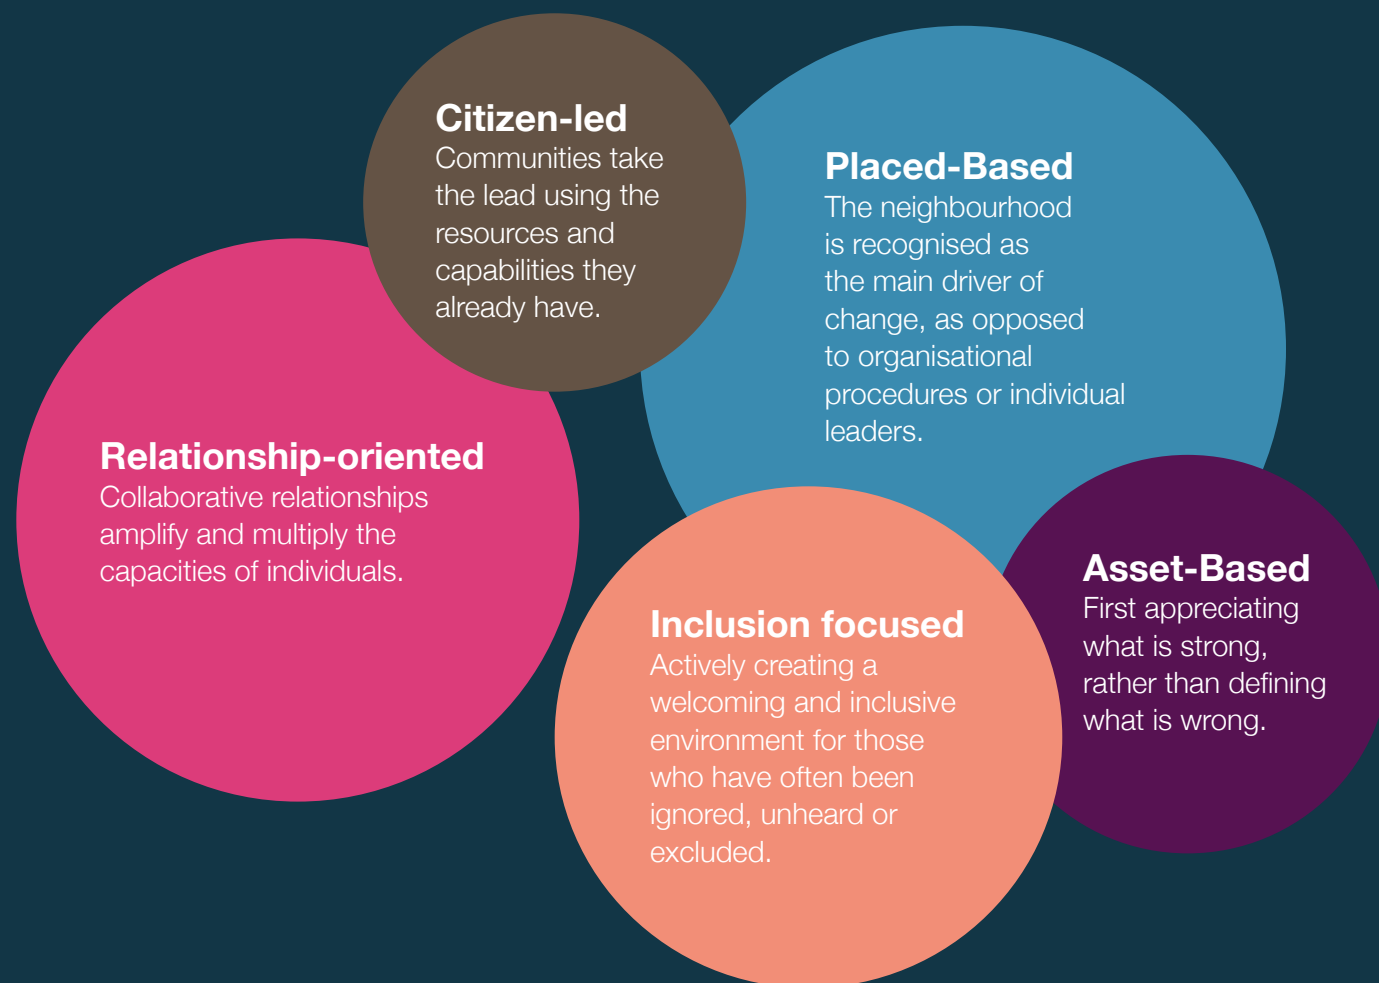 Citizen-led
Communities take
the lead using the
resources and
capabilities they
already have.
Placed-Based
The neighbourhood
is recognised as
the main driver of
change, as opposed
to organisational
procedures or individual
leaders.
Relationship-oriented
Collaborative relationships
amplify and multiply the
capacities of individuals.
Inclusion focused
Actively creating a
welcoming and inclusive
environment for those
who have often been
ignored, unheard or
excluded.
Asset-Based
First appreciating
what is strong,
rather than defining
what is wrong.